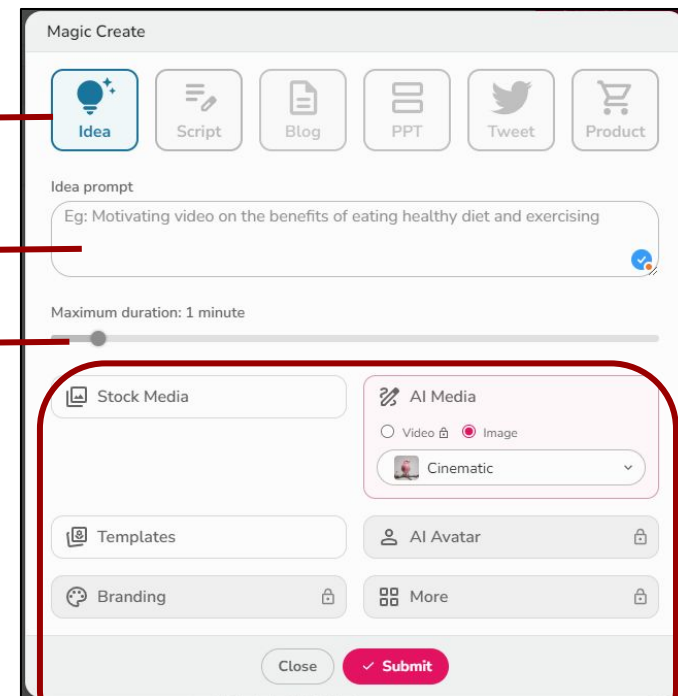 Magic Create
Idea Script Blog PPT Tweet Product
Idea prompt
Eg: Motivating video on the benefits of eating healthy diet and exercising
Maximum duration: 1 minute
Stock Media
AI Media
Video Image
Cinematic
Templates
AI Avatar
Branding
More
Close Submit